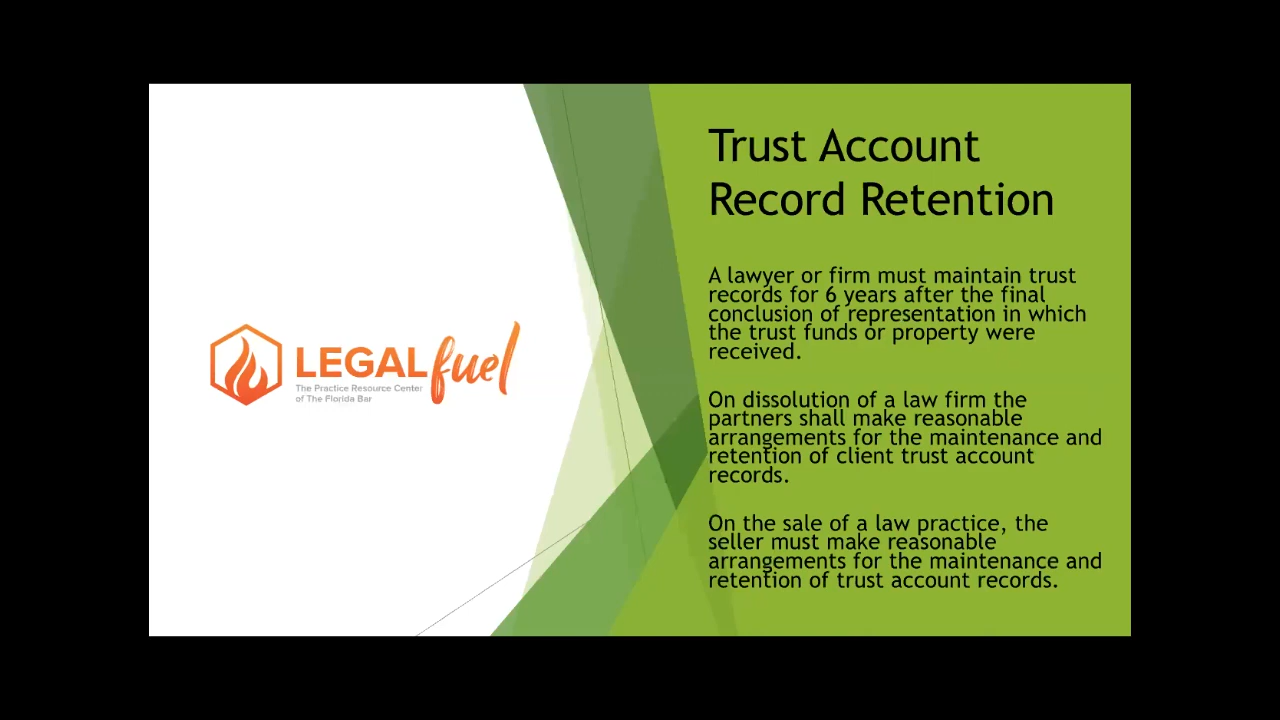 Trust Account
Record Retention
A lawyer or firm must maintain trust
records for 6 years after the final
conclusion of representation in which
the trust funds or property were
received.
On dissolution of a law firm the
partners shall make reasonable
arrangements for the maintenance and
retention of client trust account
records.
On the sale of a law practice, the
seller must make reasonable
arrangements for the maintenance and
retention of trust account records.
LEGALfuel
The Practice Resource Center
of The Florida Bar